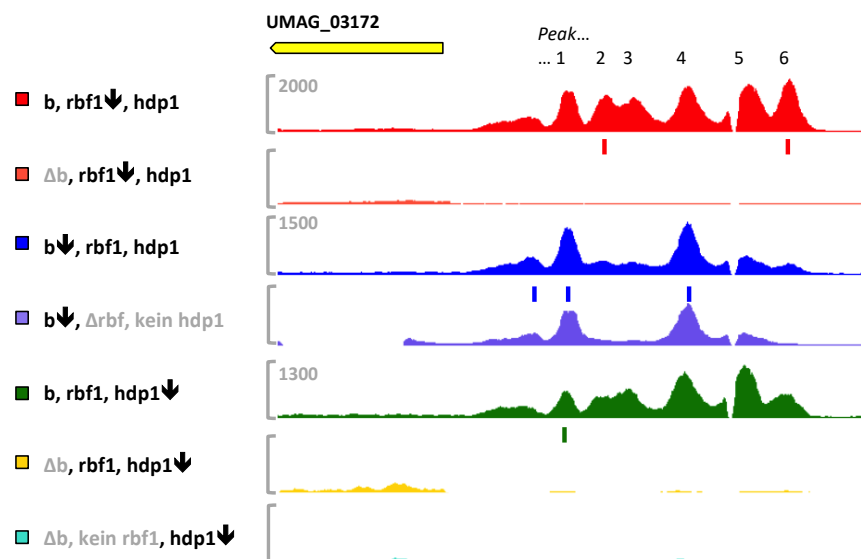 UMAG_03172
Peak...
... 1 2 3 4 5 6
2000
b, rbf1🡻, hdp1
Δb, rbf1🡻, hdp1
1500
b🡻, rbf1, hdp1
b🡻, Δrbf, kein hdp1
1300
b, rbf1, hdp1🡻
Δb, rbf1, hdp1🡻
Δb, kein rbf1, hdp1🡻